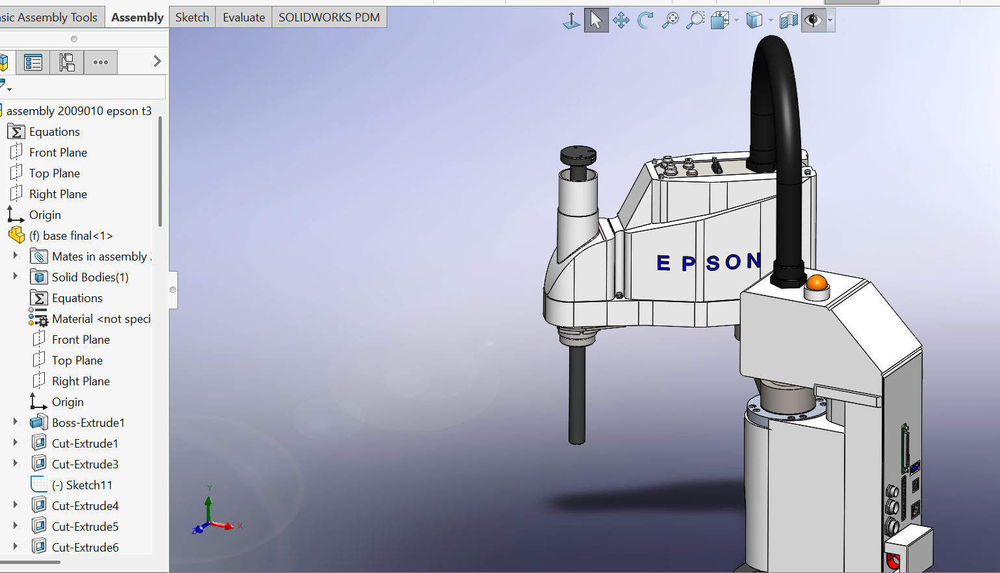 Assembly Tools
Assembly
Sketch
Evaluate
SOLIDWORKS PDM
assembly 2009010 epson t3
Equations
Front Plane
Top Plane
Right Plane
Origin
(f) base final<1>
Mates in assembly
Solid Bodies(1)
Equations
Material <not speci
Front Plane
Top Plane
Right Plane
Origin
Boss-Extrude1
Cut-Extrude1
Cut-Extrude3
(-) Sketch11
Cut-Extrude4
Cut-Extrude5
Cut-Extrude6
EPSON
Y
X
Z